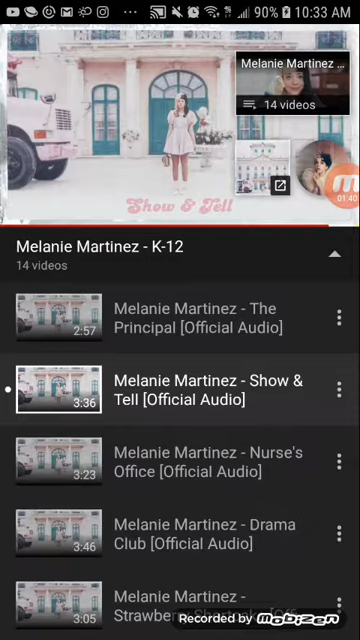 90% 10:33 AM
Melanie Martinez ...
14 videos
Show & Tell
01:40
Melanie Martinez - K-12
14 videos
Melanie Martinez - The
Principal [Official Audio]
2:57
Melanie Martinez - Show &
Tell [Official Audio]
3:36
Melanie Martinez - Nurse's
Office [Official Audio]
3:23
Melanie Martinez - Drama
Club [Official Audio]
3:46
Melanie Martinez -
3:05
Recorded by Mobizen